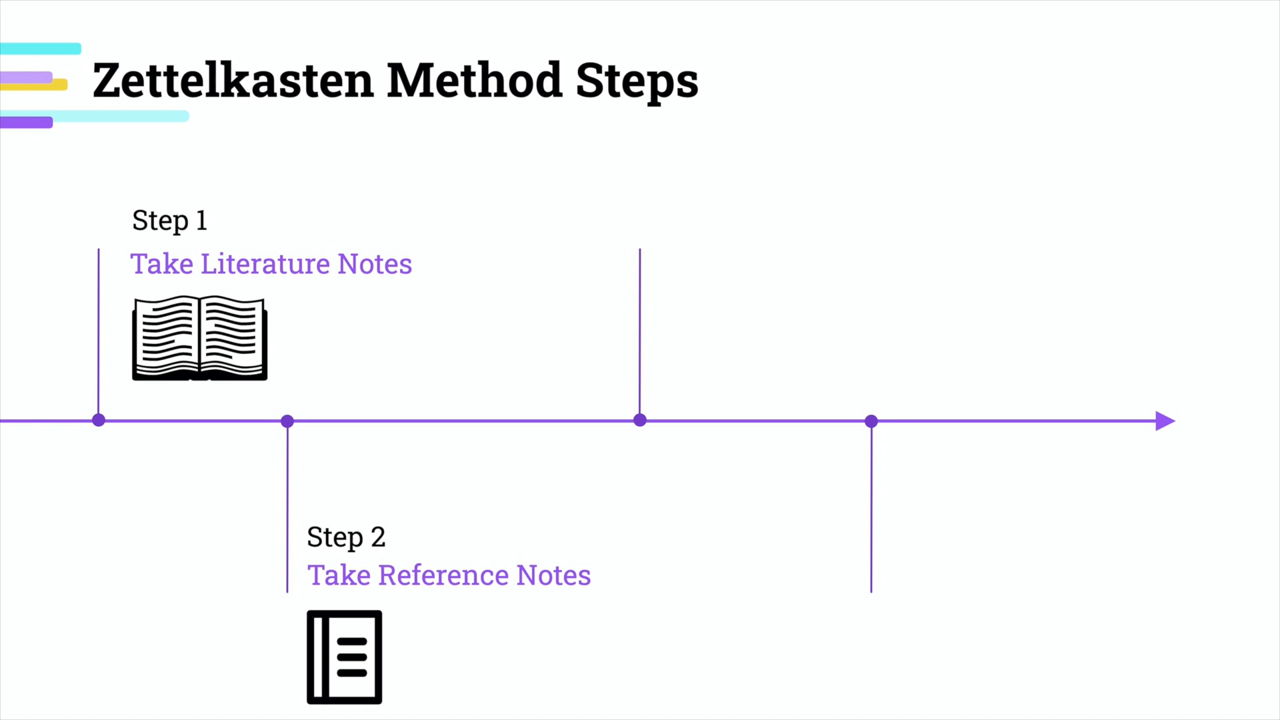 Zettelkasten Method Steps
Step 1
Take Literature Notes
Step 2
Take Reference Notes